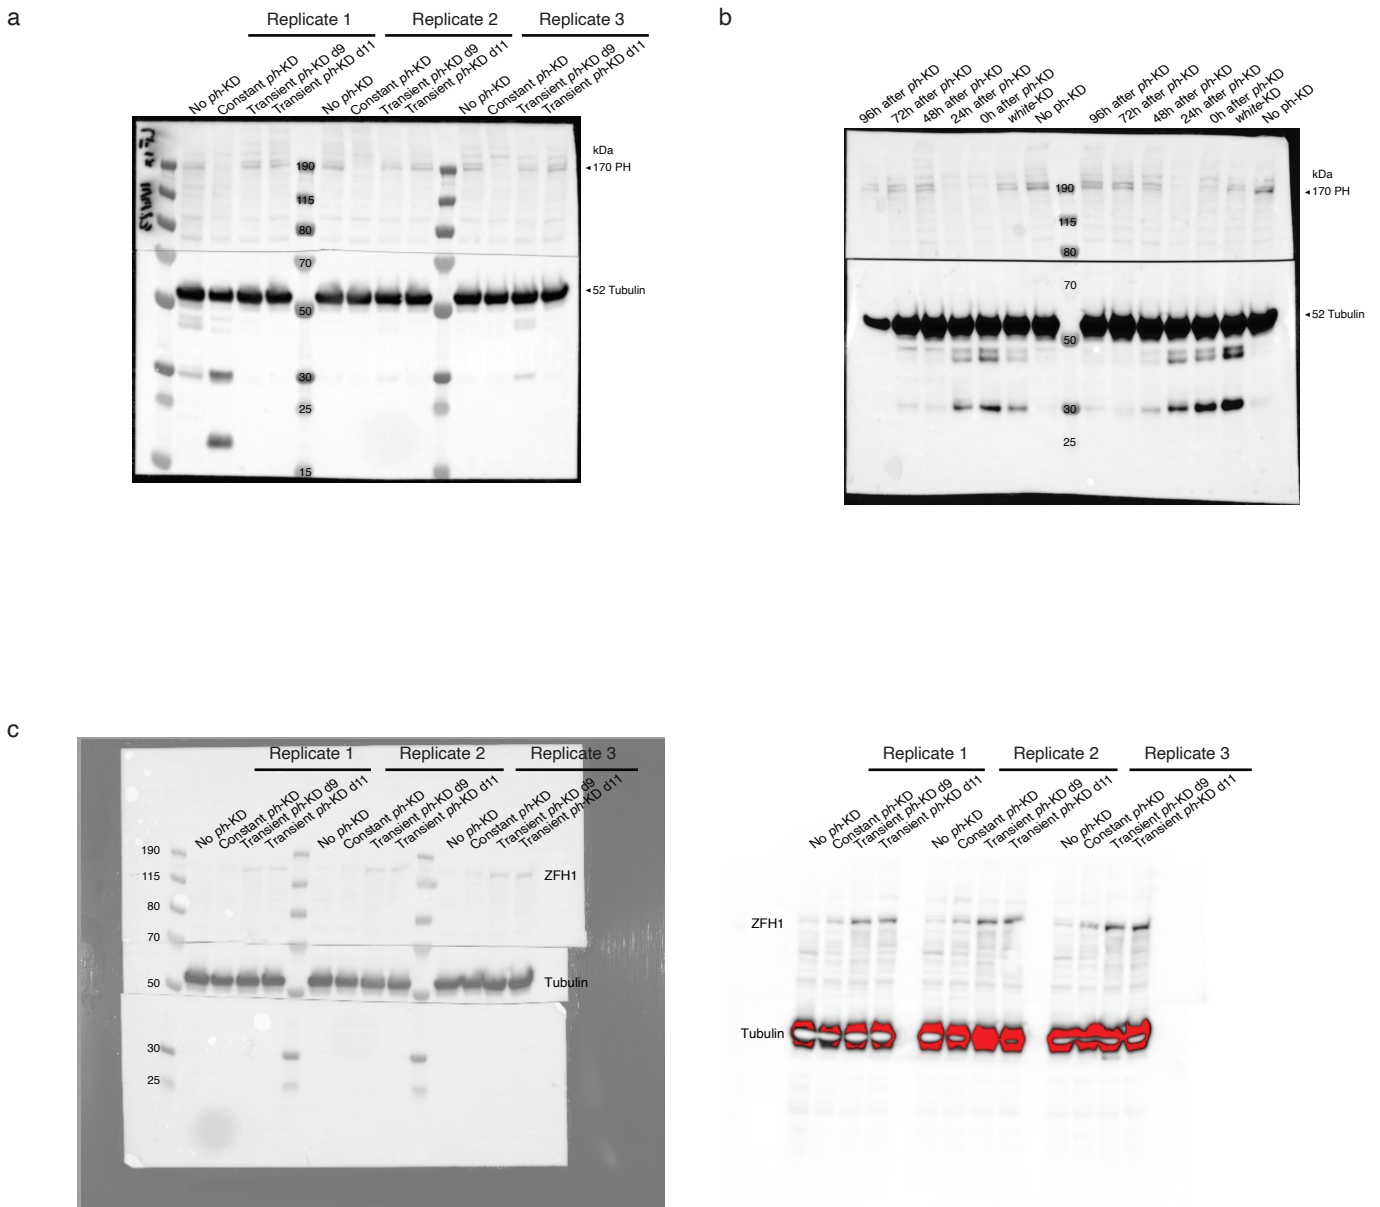 a
Replicate 1
Replicate 2
Replicate 3
No ph-KD
Constant ph-KD
Transient ph-KD d9
Transient ph-KD d11
No ph-KD
Constant ph-KD
Transient ph-KD d9
Transient ph-KD d11
No ph-KD
Constant ph-KD
Transient ph-KD d9
Transient ph-KD d11
kDa
190
170 PH
115
80
70
52 Tubulin
50
30
25
15
b
96h after ph-KD
72h after ph-KD
48h after ph-KD
24h after ph-KD
0h after ph-KD
white-KD
No ph-KD
96h after ph-KD
72h after ph-KD
48h after ph-KD
24h after ph-KD
0h after ph-KD
white-KD
No ph-KD
kDa
190
170 PH
115
80
70
52 Tubulin
50
30
25
c
Replicate 1
Replicate 2
Replicate 3
No ph-KD
Constant ph-KD
Transient ph-KD d9
Transient ph-KD d11
No ph-KD
Constant ph-KD
Transient ph-KD d9
Transient ph-KD d11
No ph-KD
Constant ph-KD
Transient ph-KD d9
Transient ph-KD d11
190
115
ZFH1
80
70
50
Tubulin
30
25
Replicate 1
Replicate 2
Replicate 3
No ph-KD
Constant ph-KD
Transient ph-KD d9
Transient ph-KD d11
No ph-KD
Constant ph-KD
Transient ph-KD d9
Transient ph-KD d11
No ph-KD
Constant ph-KD
Transient ph-KD d9
Transient ph-KD d11
ZFH1
Tubulin